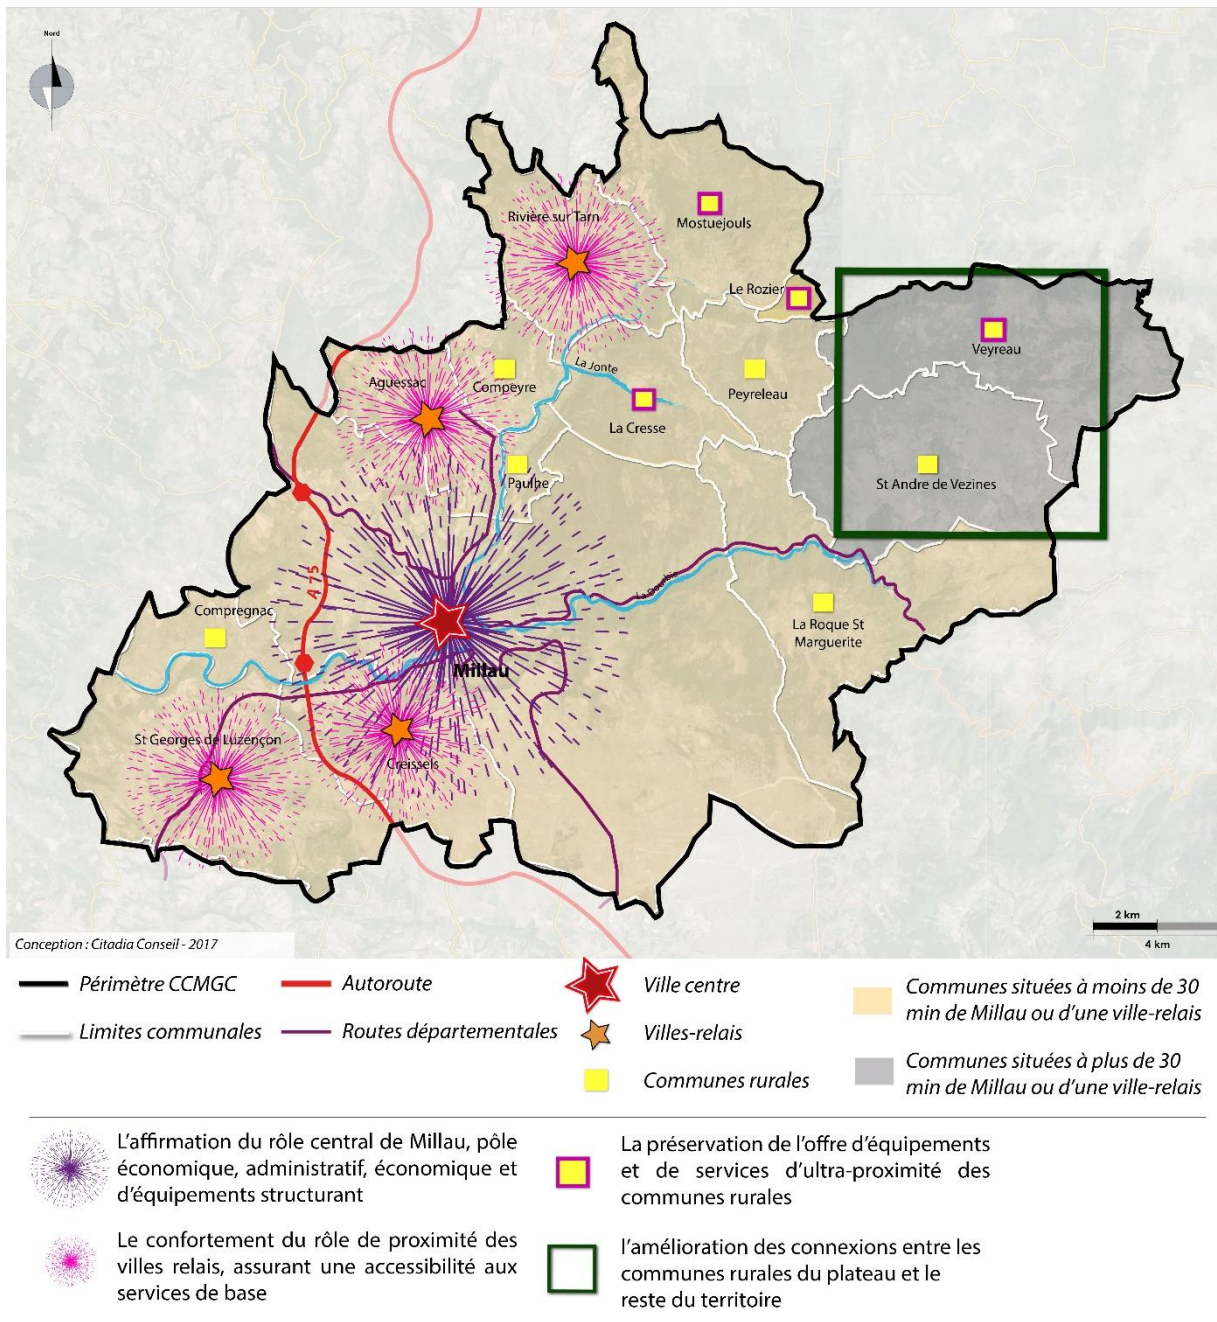 Nord
Rivière sur Tarn
Mostuejouls
Le Rozier
Veyreau
La Jonte
Aguessac
Compeyre
Peyreleau
La Cresse
Paulhe
St Andre de Vezines
A 75
La Dourbie
Compregnac
La Roque St
Marguerite
Millau
St Georges de Luzençon
Creissels
2 km
4 km
Conception : Citadia Conseil - 2017
Périmètre CCMGC
Autoroute
Ville centre
Communes situées à moins de 30
min de Millau ou d'une ville-relais
Limites communales
Routes départementales
Villes-relais
Communes rurales
Communes situées à plus de 30
min de Millau ou d'une ville-relais
L'affirmation du rôle central de Millau, pôle
économique, administratif, économique et
d'équipements structurant
La préservation de l'offre d'équipements
et de services d'ultra-proximité des
communes rurales
Le confortement du rôle de proximité des
villes relais, assurant une accessibilité aux
services de base
l'amélioration des connexions entre les
communes rurales du plateau et le
reste du territoire